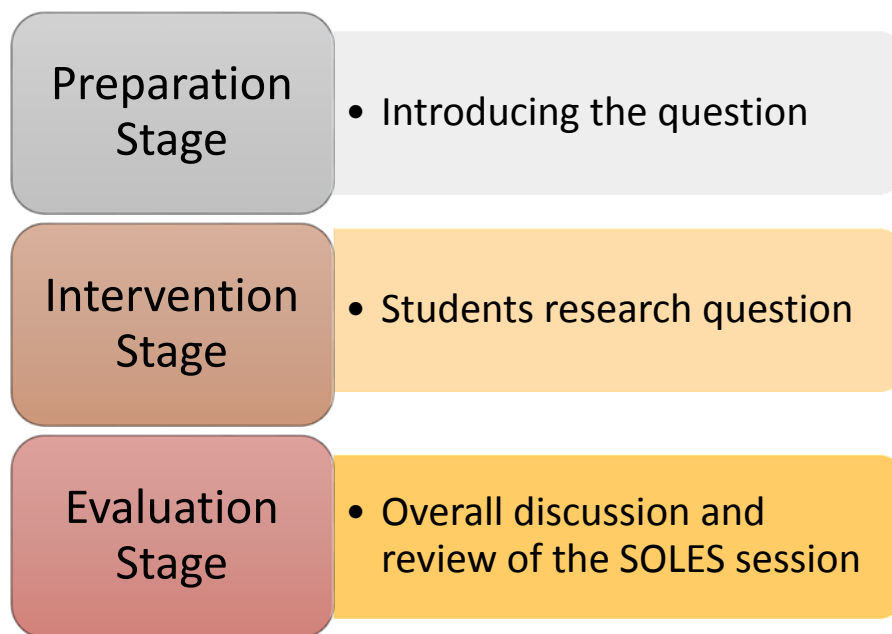 Preparation
Stage
• Introducing the question
Intervention
Stage
• Students research question
Evaluation
Stage
• Overall discussion and
review of the SOLES session